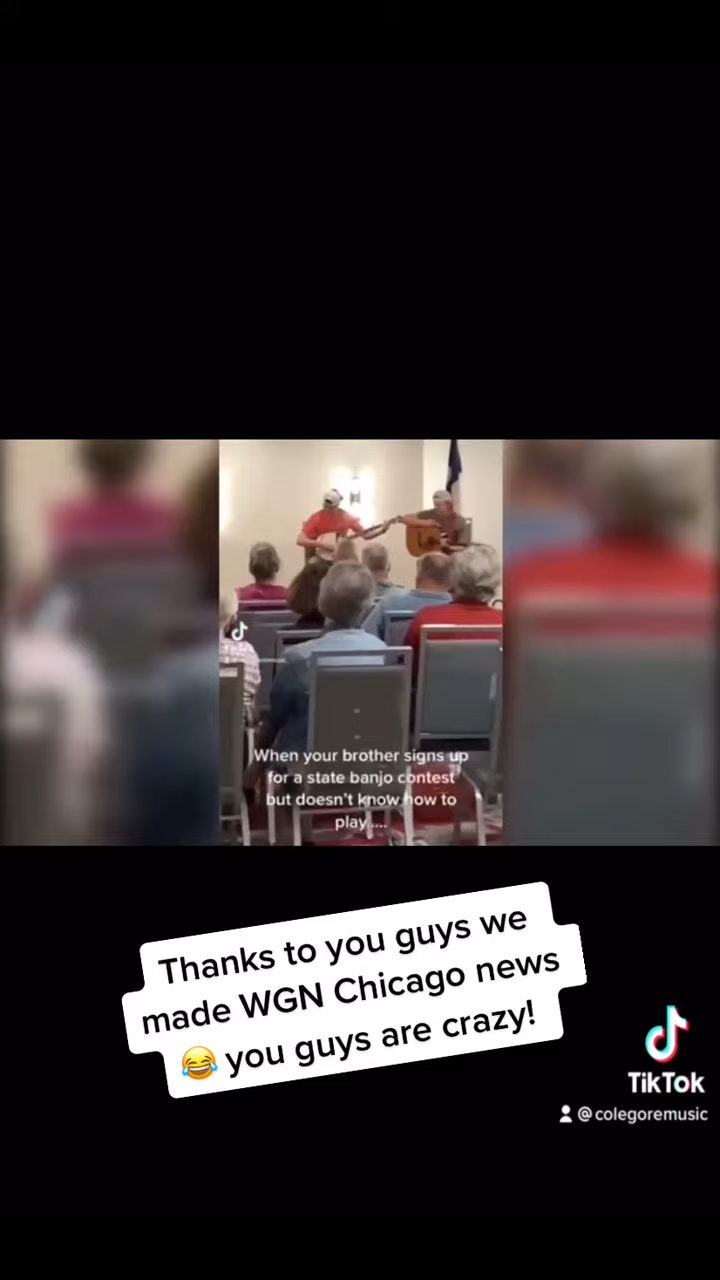 When your brother signs up
for a state banjo contest
but doesn't know how to
play.....
Thanks to you guys we
made WGN Chicago news
😂 you guys are crazy!
TikTok
@colegoremusic